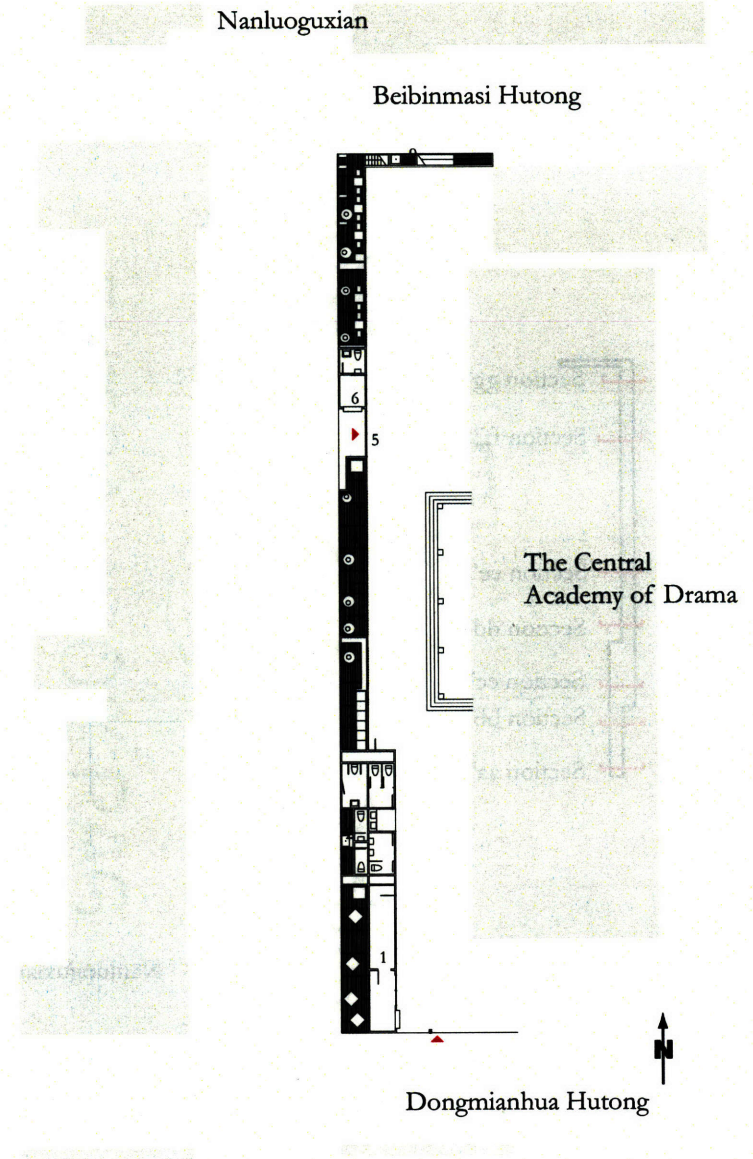 Nanluoguxian
Beibinmasi Hutong
6
5
The Central
Academy of Drama
1
N
Dongmianhua Hutong